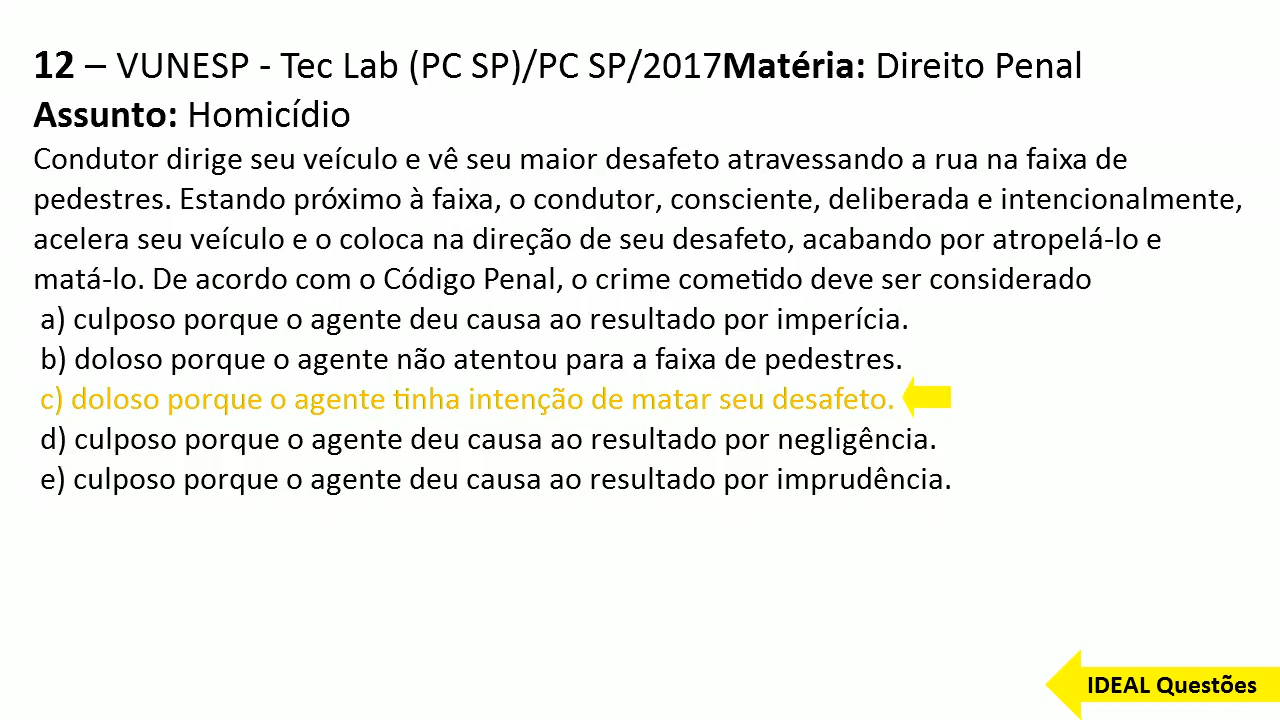 12 – VUNESP - Tec Lab (PC SP)/PC SP/2017Matéria: Direito Penal
Assunto: Homicídio
Condutor dirige seu veículo e vê seu maior desafeto atravessando a rua na faixa de
pedestres. Estando próximo à faixa, o condutor, consciente, deliberada e intencionalmente,
acelera seu veículo e o coloca na direção de seu desafeto, acabando por atropelá-lo e
matá-lo. De acordo com o Código Penal, o crime cometido deve ser considerado
a) culposo porque o agente deu causa ao resultado por imperícia.
b) doloso porque o agente não atentou para a faixa de pedestres.
c) doloso porque o agente tinha intenção de matar seu desafeto.
d) culposo porque o agente deu causa ao resultado por negligência.
e) culposo porque o agente deu causa ao resultado por imprudência.
IDEAL Questões